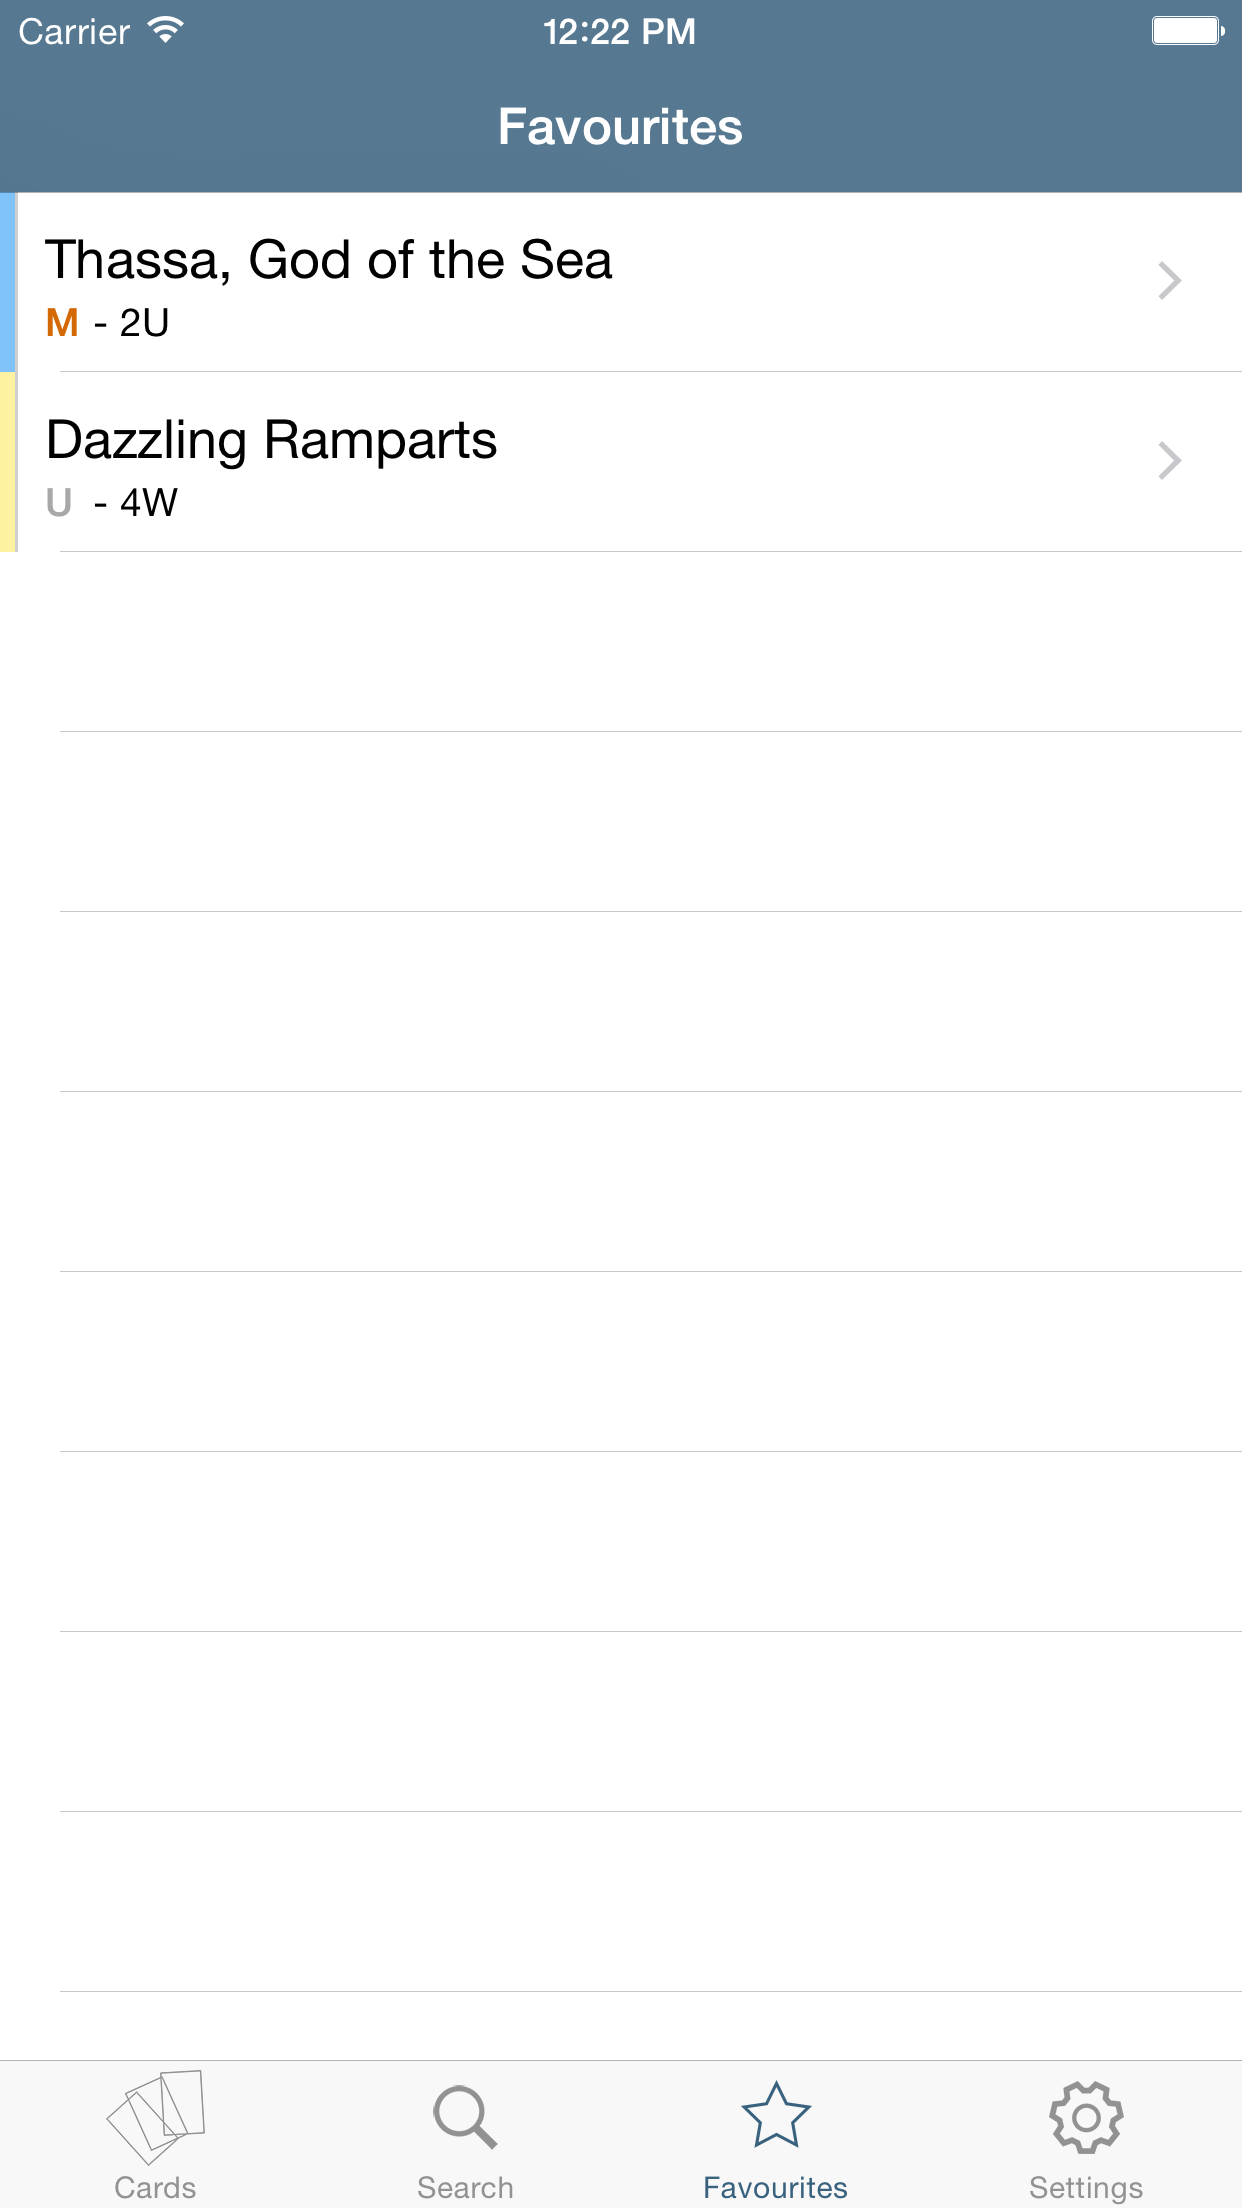 Carrier
12:22 PM
Favourites
Thassa, God of the Sea
M - 2U
Dazzling Ramparts
U - 4W
Cards
Search
Favourites
Settings